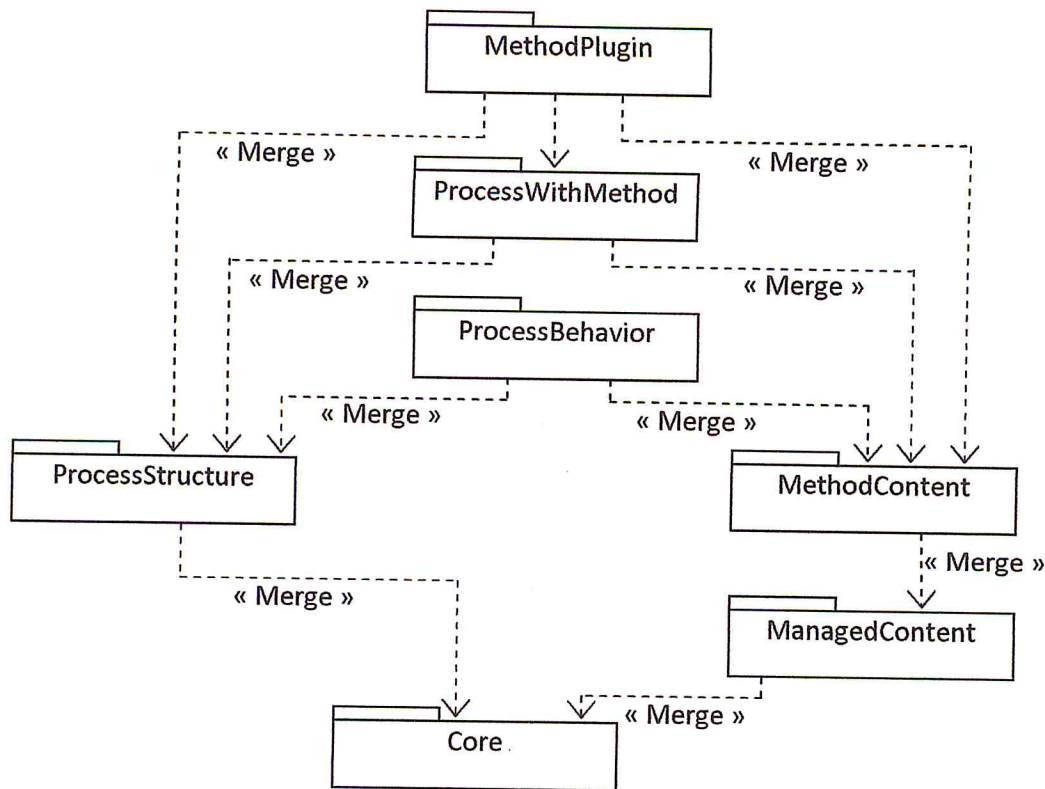 MethodPlugin
« Merge »
« Merge »
ProcessWithMethod
« Merge »
« Merge »
ProcessBehavior
« Merge »
« Merge »
ProcessStructure
MethodContent
« Merge »
« Merge »
ManagedContent
« Merge »
Core